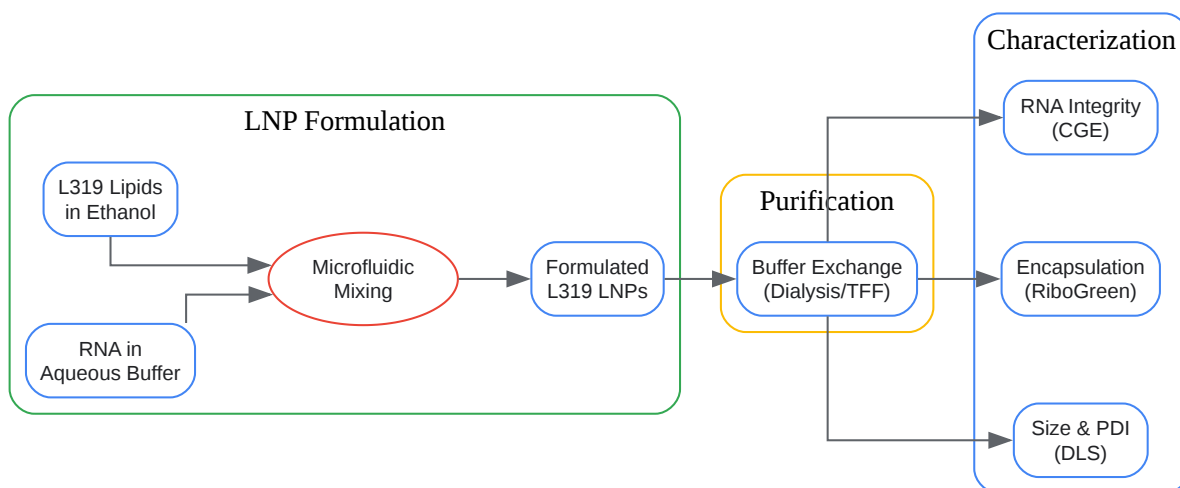 LNP Formulation
L319 Lipids
in Ethanol
RNA in
Aqueous Buffer
Microfluidic
Mixing
Formulated
L319 LNPs
Purification
Buffer Exchange
(Dialysis/TFF)
Characterization
RNA Integrity
(CGE)
Encapsulation
(RiboGreen)
Size & PDI
(DLS)